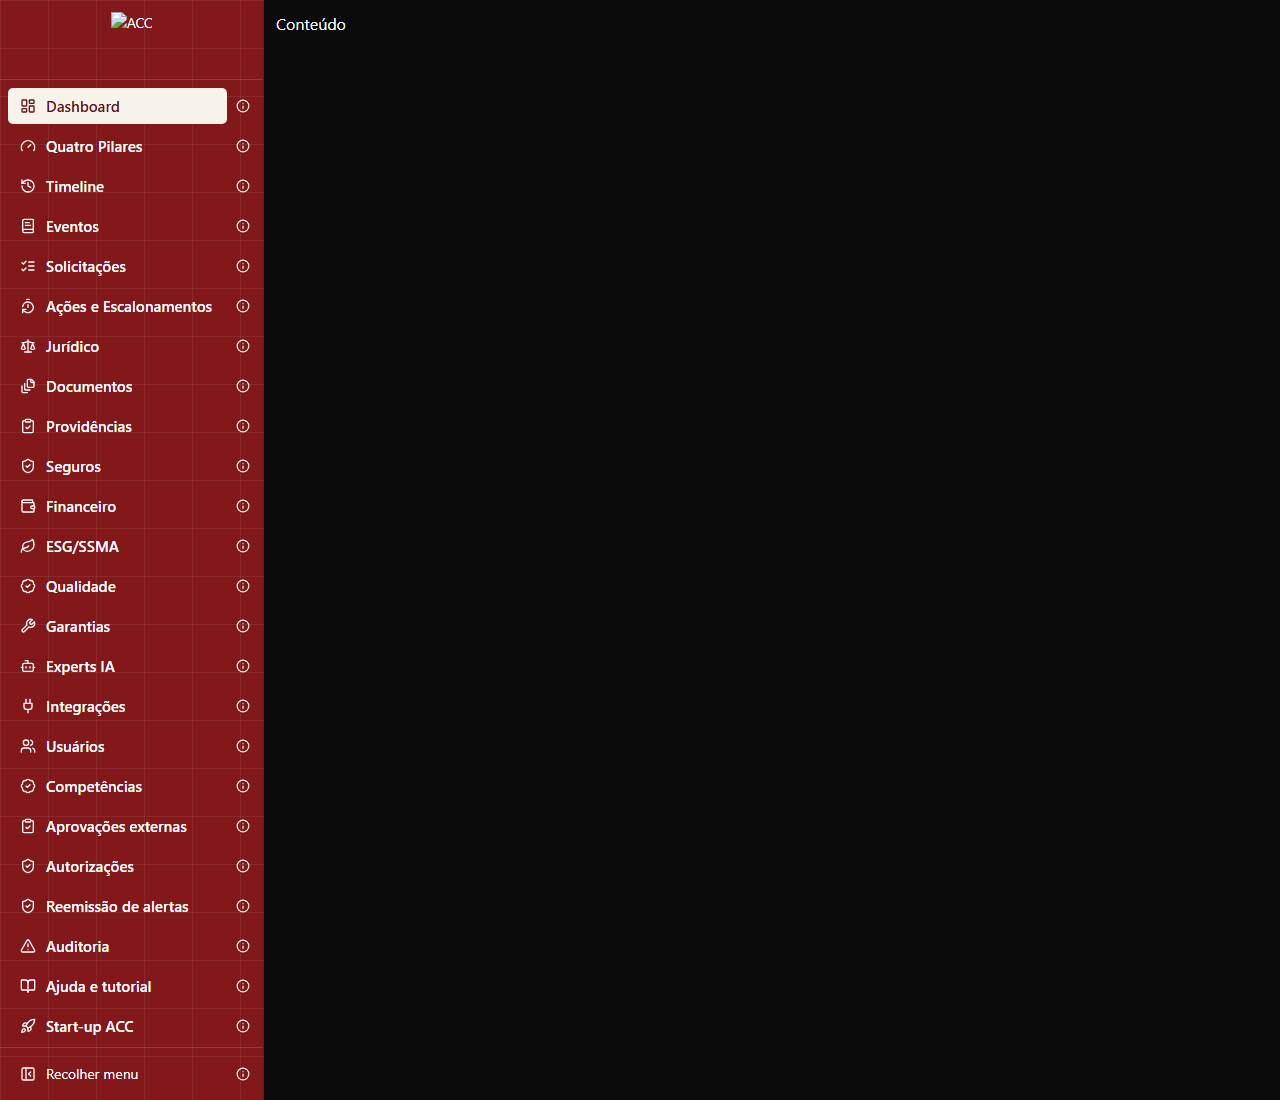 ACC
Conteúdo
Dashboard
Quatro Pilares
Timeline
Eventos
Solicitações
Ações e Escalonamentos
Jurídico
Documentos
Providências
Seguros
Financeiro
ESG/SSMA
Qualidade
Garantias
Experts IA
Integrações
Usuários
Competências
Aprovações externas
Autorizações
Reemissão de alertas
Auditoria
Ajuda e tutorial
Start-up ACC
Recolher menu